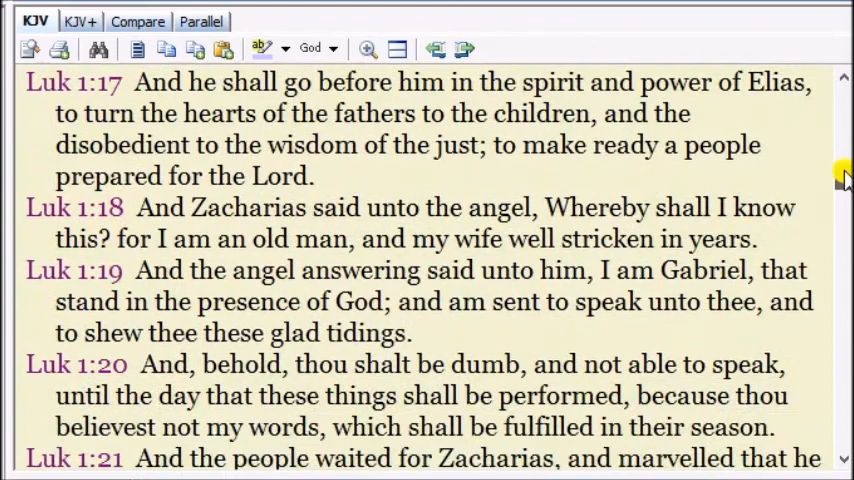 KJV KJV+ Compare Parallel
God
Luk 1:17 And he shall go before him in the spirit and power of Elias,
to turn the hearts of the fathers to the children, and the
disobedient to the wisdom of the just; to make ready a people
prepared for the Lord.
Luk 1:18 And Zacharias said unto the angel, Whereby shall I know
this? for I am an old man, and my wife well stricken in years.
Luk 1:19 And the angel answering said unto him, I am Gabriel, that
stand in the presence of God; and am sent to speak unto thee, and
to shew thee these glad tidings.
Luk 1:20 And, behold, thou shalt be dumb, and not able to speak,
until the day that these things shall be performed, because thou
believest not my words, which shall be fulfilled in their season.
Luk 1:21 And the people waited for Zacharias, and marvelled that he